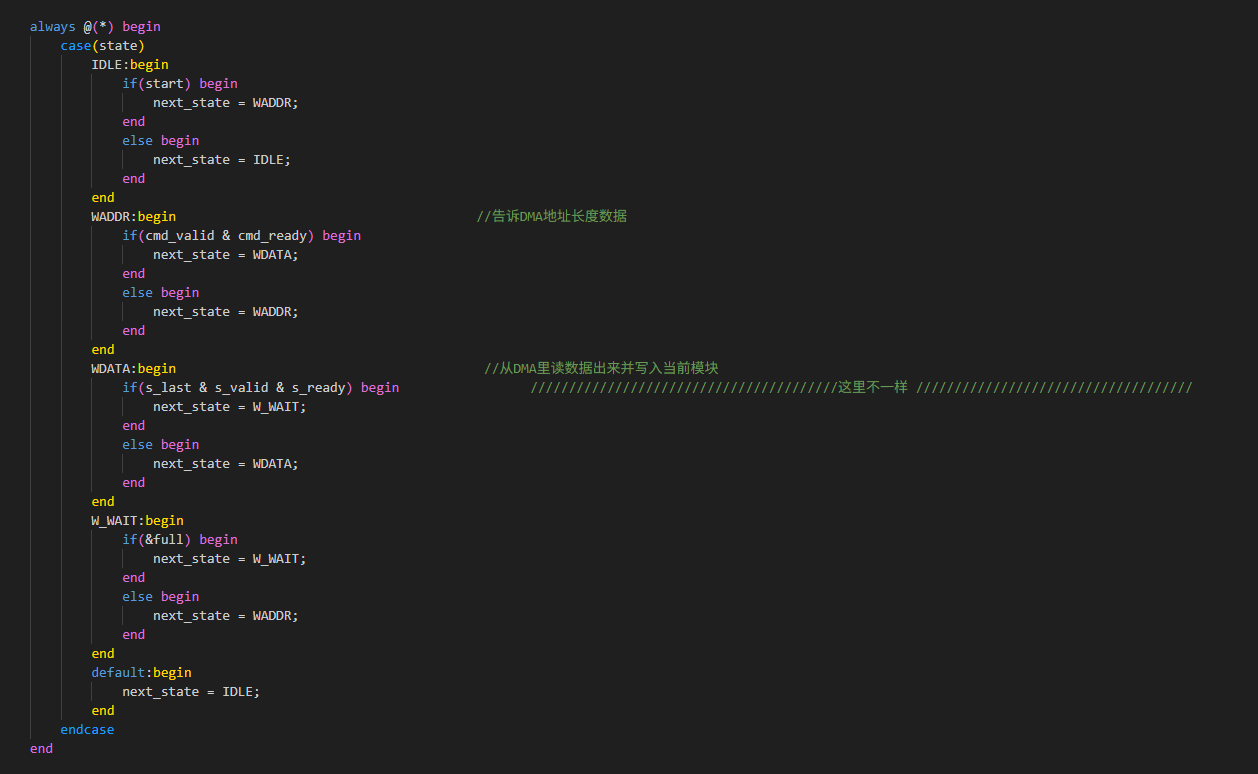 always @(*) begin
case(state)
IDLE:begin
if(start) begin
next_state = WADDR;
end
else begin
next_state = IDLE;
end
end
WADDR:begin //告诉DMA地址长度数据
if(cmd_valid & cmd_ready) begin
next_state = WDATA;
end
else begin
next_state = WADDR;
end
end
WDATA:begin //从DMA里读数据出来并写入当前模块
if(s_last & s_valid & s_ready) begin ////////////////////////////////////////这里不一样 ////////////////////////////////////
next_state = W_WAIT;
end
else begin
next_state = WDATA;
end
end
W_WAIT:begin
if(&full) begin
next_state = W_WAIT;
end
else begin
next_state = WADDR;
end
end
default:begin
next_state = IDLE;
end
endcase
end